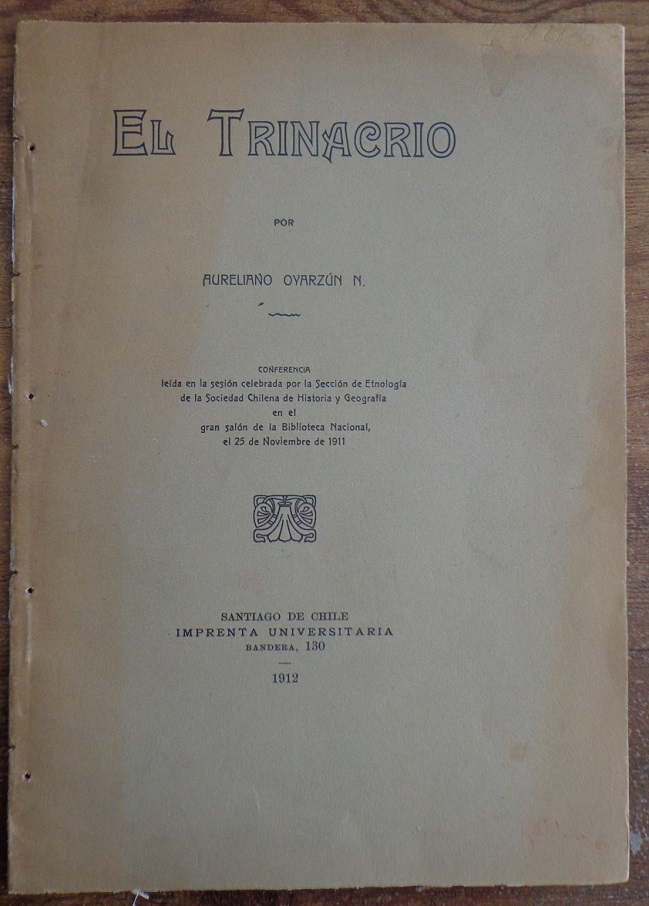 EL TRINACRIO
POR
AURELIANO OYARZÚN N.
CONFERENCIA
leída en la sesión celebrada por la Sección de Etnología
de la Sociedad Chilena de Historia y Geografía
en el
gran salón de la Biblioteca Nacional,
el 25 de Noviembre de 1911
SANTIAGO DE CHILE
IMPRENTA UNIVERSITARIA
BANDERA, 130
1912